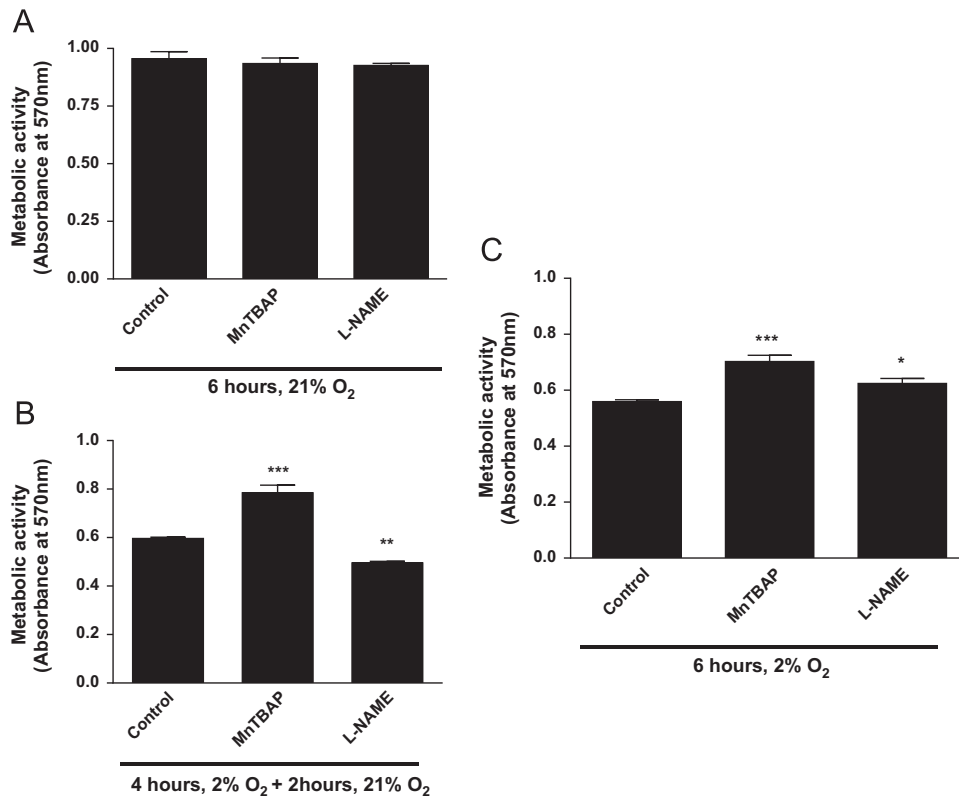 A
Metabolic activity
(Absorbance at 570nm)
1.00
0.75
0.50
0.25
0.00
Control
MnTBAP
L-NAME
6 hours, 21% O₂
B
Metabolic activity
(Absorbance at 570nm)
1.0
0.8
0.6
0.4
0.2
0.0
***
**
Control
MnTBAP
L-NAME
4 hours, 2% O₂ + 2hours, 21% O₂
C
Metabolic activity
(Absorbance at 570nm)
1.0
0.8
0.6
0.4
0.2
0.0
***
*
Control
MnTBAP
L-NAME
6 hours, 2% O₂